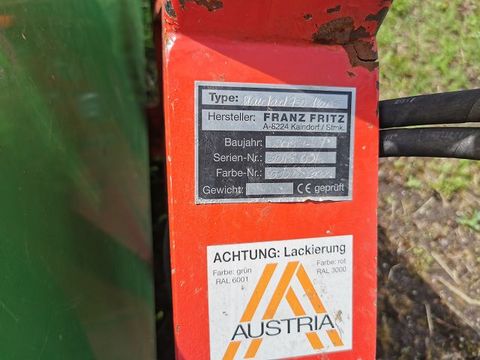 Type:
Hersteller: FRANZ FRITZ
A-8224 Kaindorf / Stmk.
Baujahr:
Serien-Nr.:
Farbe-Nr.:
Gewicht: CE geprüft
ACHTUNG: Lackierung
Farbe: grün Farbe: rot
RAL 6001 RAL 3000
AUSTRIA